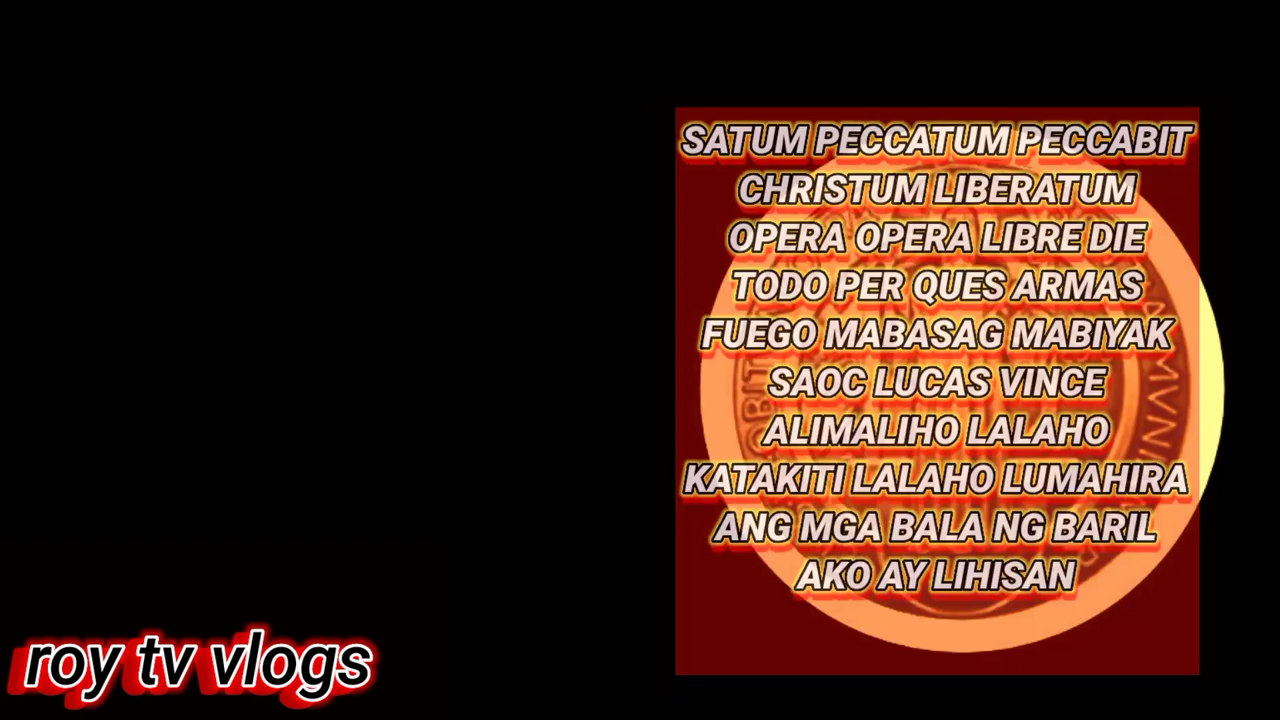 SATUM PECCATUM PECCABIT
CHRISTUM LIBERATUM
OPERA OPERA LIBRE DIE
TODO PER QUES ARMAS
FUEGO MABASAG MABIYAK
SAOC LUCAS VINCE
ALIMALIHO LALAHO
KATAKITI LALAHO LUMAHIRA
ANG MGA BALA NG BARIL
AKO AY LIHISAN
roy tv vlogs